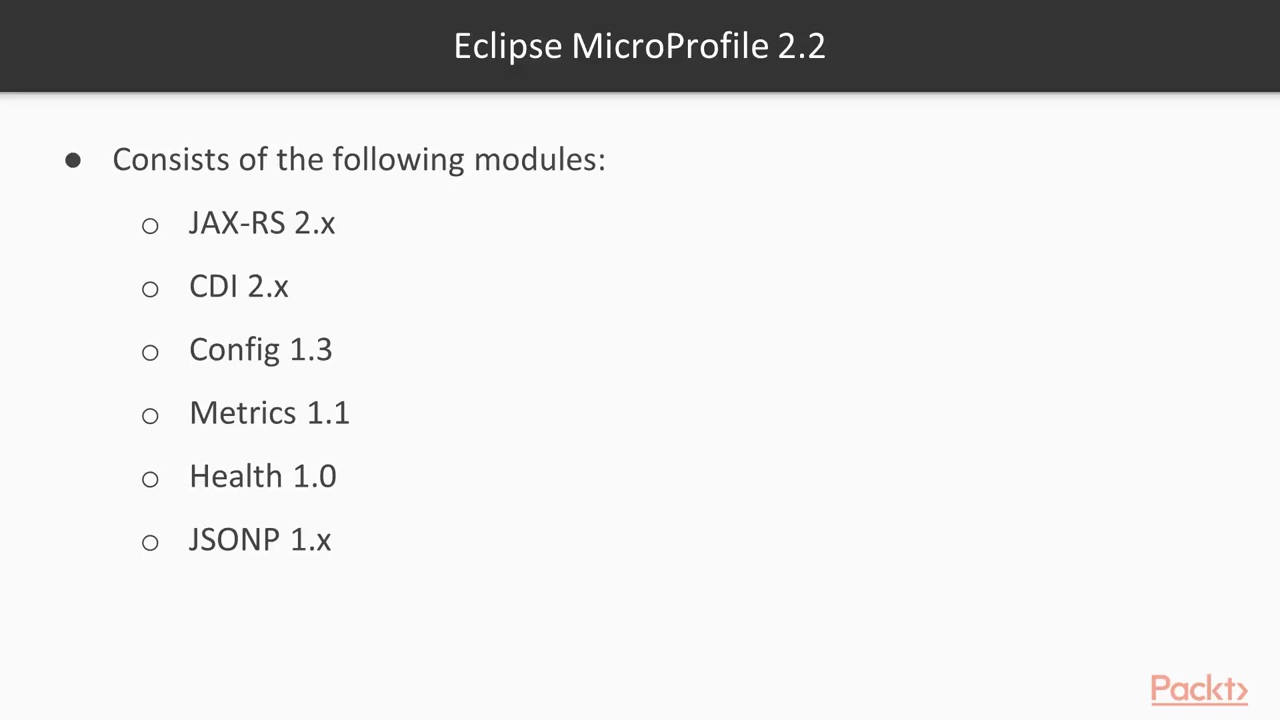 Eclipse MicroProfile 2.2
● Consists of the following modules:
○ JAX-RS 2.x
○ CDI 2.x
○ Config 1.3
○ Metrics 1.1
○ Health 1.0
○ JSONP 1.x
Packt>